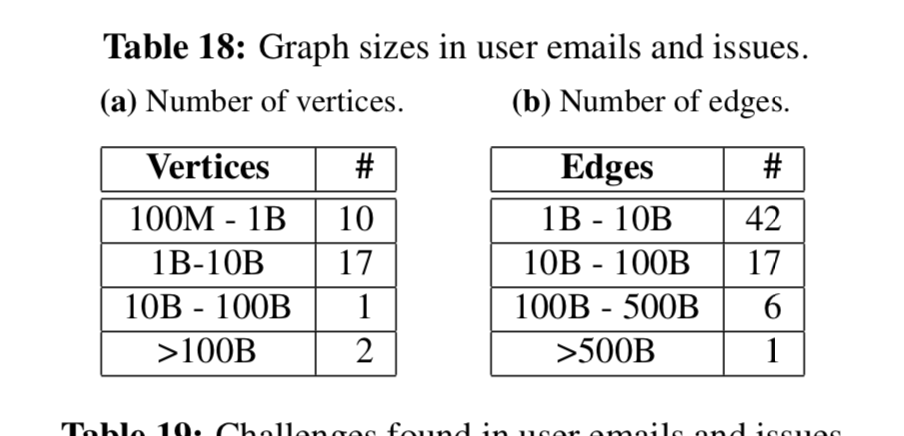 Table 18: Graph sizes in user emails and issues.
(a) Number of vertices.
Vertices #
100M - 1B 10
1B-10B 17
10B - 100B 1
>100B 2
(b) Number of edges.
Edges #
1B - 10B 42
10B - 100B 17
100B - 500B 6
>500B 1
Table 19: Challenges found in user emails and issues